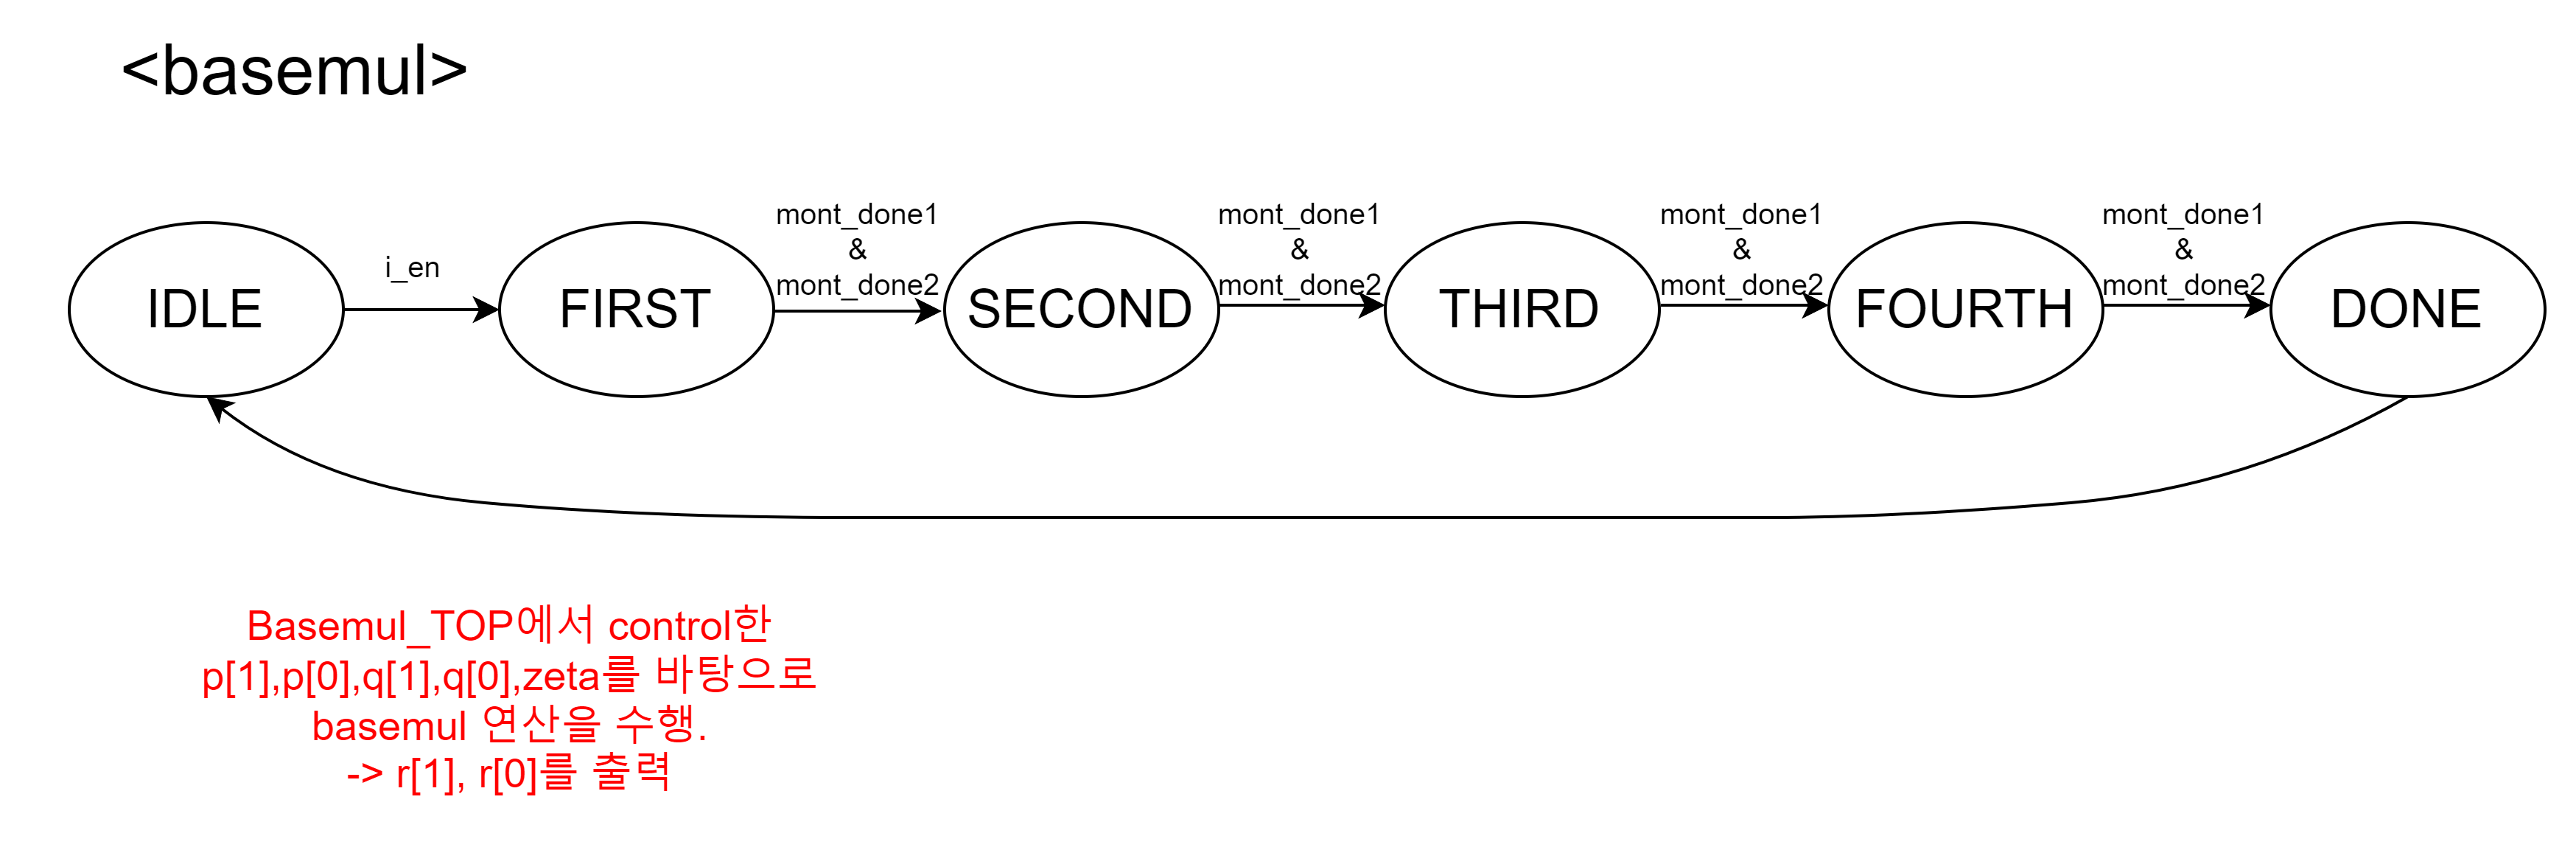 <basemul>
IDLE
i_en
FIRST
mont_done1
&
mont_done2
SECOND
mont_done1
&
mont_done2
THIRD
mont_done1
&
mont_done2
FOURTH
mont_done1
&
mont_done2
DONE
Basemul_TOP에서 control한
p[1],p[0],q[1],q[0],zeta를 바탕으로
basemul 연산을 수행.
-> r[1], r[0]를 출력